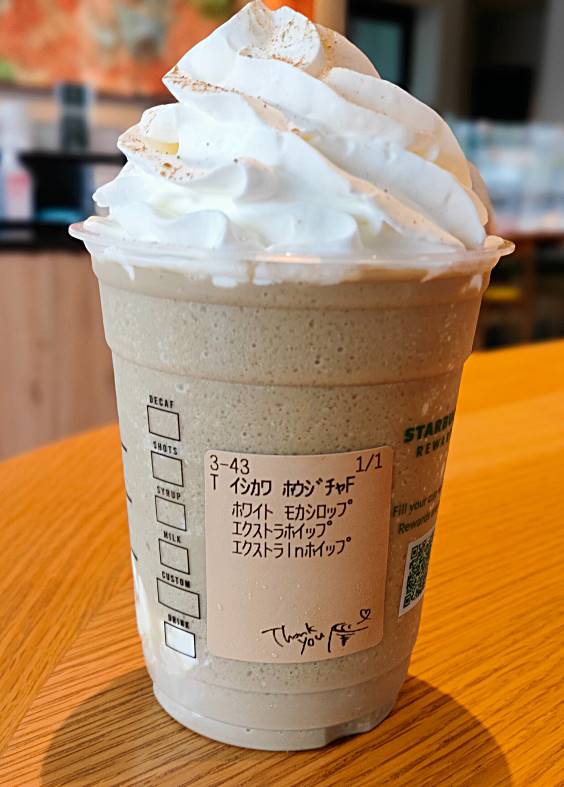 DECAF
SHOTS
SYRUP
MILK
CUSTOM
DRINK
3-43 1/1
T イシカワ ホウジチャF
ホワイト モカシロップ
エクストラホイップ
エクストラInホイップ
Thank
you
Fill your
Rewards